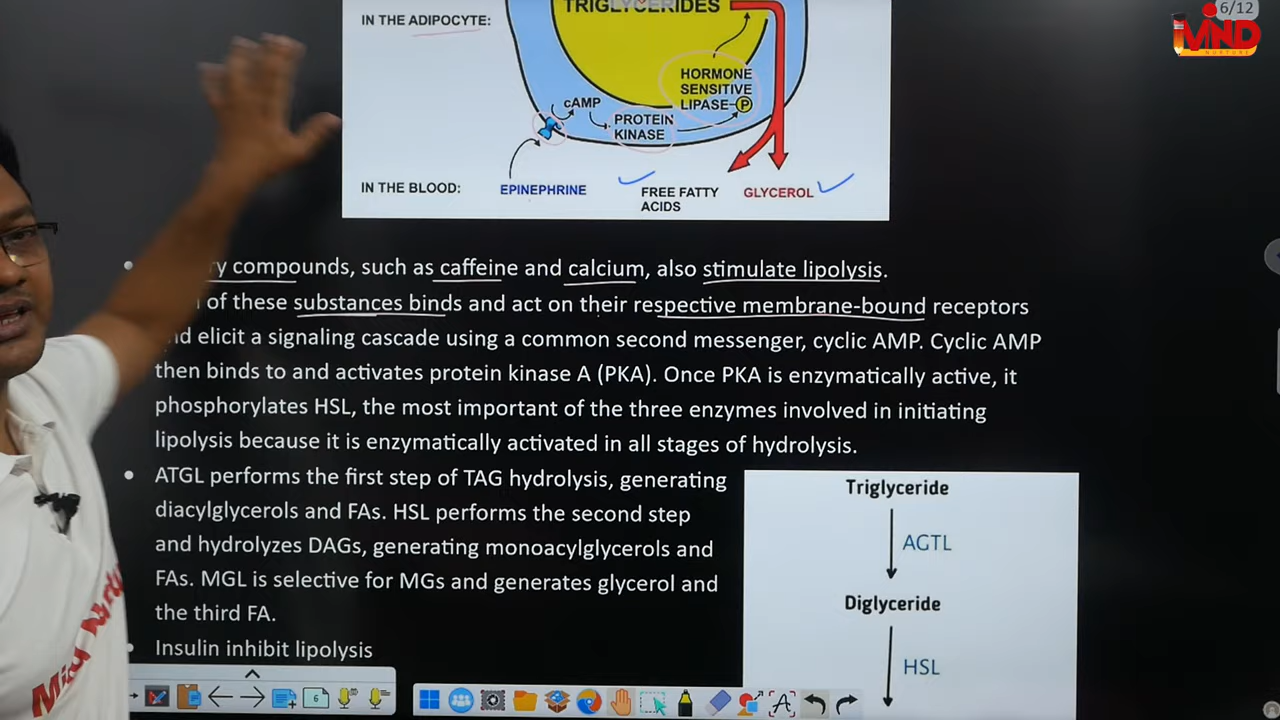 6/12
MIND
NURTURE
TRIGLYCERIDES
IN THE ADIPOCYTE:
HORMONE
SENSITIVE
LIPASE-P
cAMP
PROTEIN
KINASE
IN THE BLOOD:
EPINEPHRINE
FREE FATTY
ACIDS
GLYCEROL
compounds, such as caffeine and calcium, also stimulate lipolysis.
of these substances binds and act on their respective membrane-bound receptors
elicit a signaling cascade using a common second messenger, cyclic AMP. Cyclic AMP
then binds to and activates protein kinase A (PKA). Once PKA is enzymatically active, it
phosphorylates HSL, the most important of the three enzymes involved in initiating
lipolysis because it is enzymatically activated in all stages of hydrolysis.
• ATGL performs the first step of TAG hydrolysis, generating
diacylglycerols and FAs. HSL performs the second step
and hydrolyzes DAGs, generating monoacylglycerols and
FAs. MGL is selective for MGs and generates glycerol and
the third FA.
• Insulin inhibit lipolysis
Triglyceride
AGTL
Diglyceride
HSL
6
A